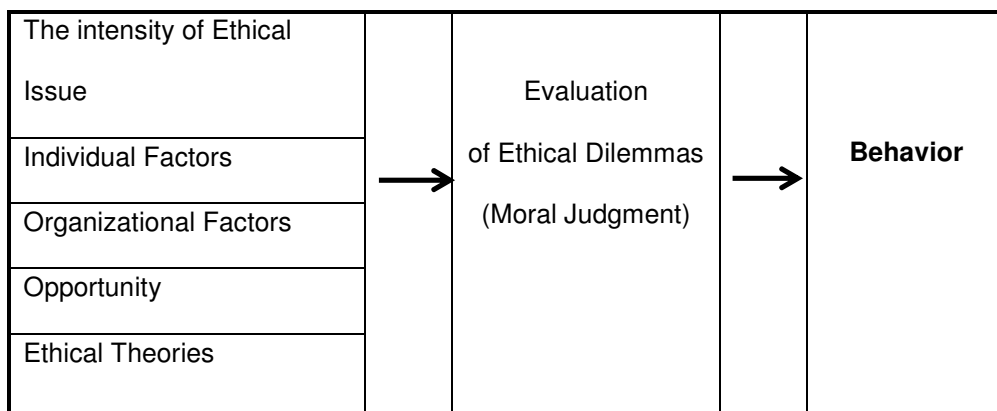 The intensity of Ethical
Issue
Individual Factors
Organizational Factors
Opportunity
Ethical Theories
Evaluation
of Ethical Dilemmas
(Moral Judgment)
Behavior